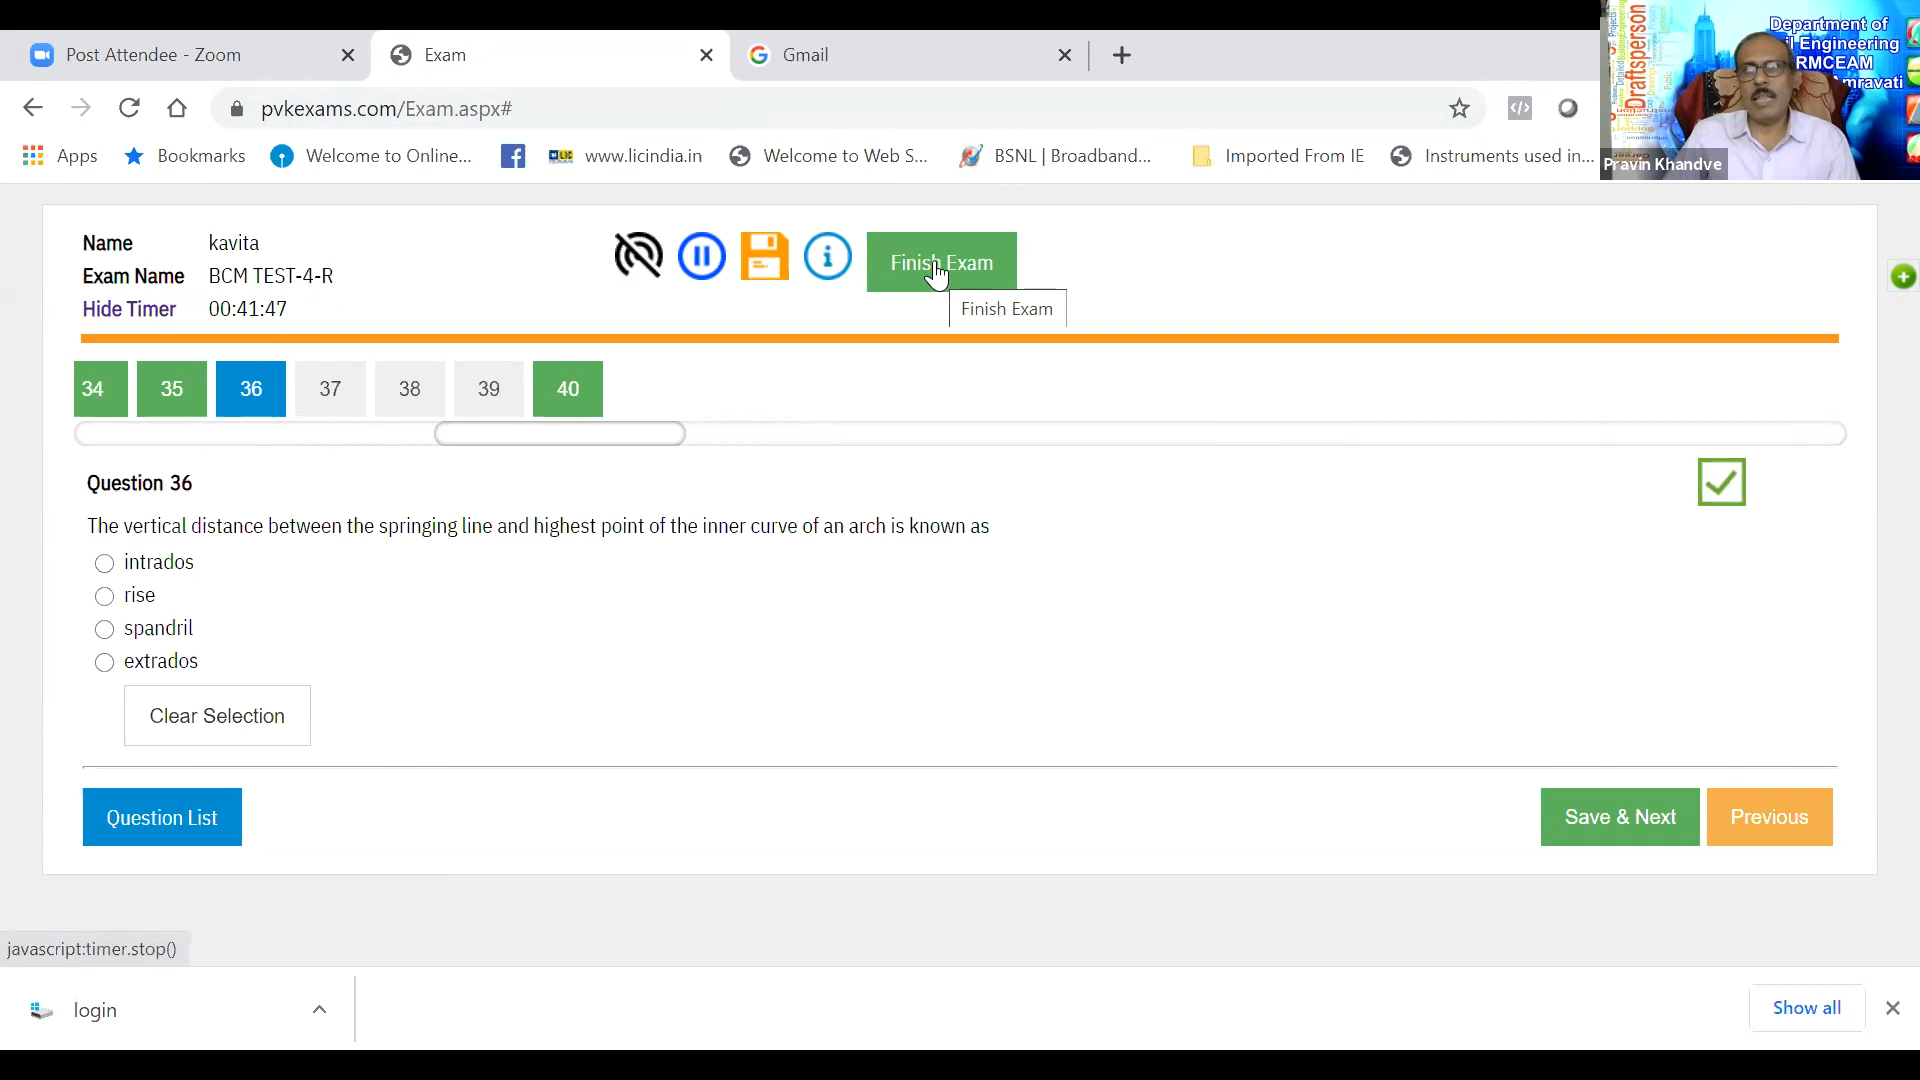 Post Attendee - Zoom
Exam
Gmail
pvkexams.com/Exam.aspx#
Apps
Bookmarks
Welcome to Online...
LIC
www.licindia.in
Welcome to Web S...
BSNL | Broadband...
Imported From IE
Instruments used in...
Draftsperson
Department of
il Engineering
RMCEAM
mravati
Pravin Khandve
Name kavita
Exam Name BCM TEST-4-R
Hide Timer 00:41:47
Finish Exam
Finish Exam
34 35 36 37 38 39 40
Question 36
The vertical distance between the springing line and highest point of the inner curve of an arch is known as
intrados
rise
spandril
extrados
Clear Selection
Question List
Save & Next
Previous
javascript:timer.stop()
login
Show all